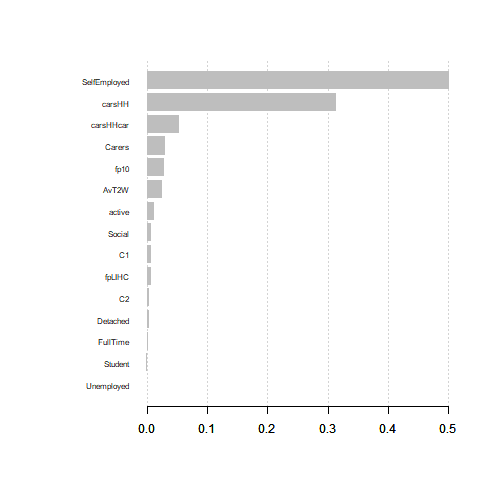 SelfEmployed
carsHH
carsHHcar
Carers
fp10
AvT2W
active
Social
C1
fpLIHC
C2
Detached
FullTime
Student
Unemployed
0.0 0.1 0.2 0.3 0.4 0.5